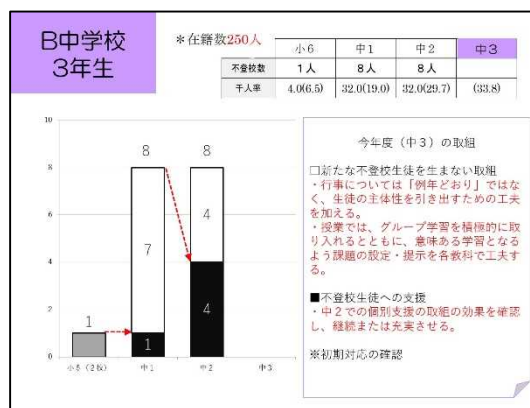 B中学校
3年生
＊在籍数250人
小6 中1 中2 中3
不登校数 1人 8人 8人
千人率 4.0(6.5) 32.0(19.0) 32.0(29.7) (33.8)
10
8
6
4
2
0
1
8
7
1
8
4
4
小6（2校） 中1 中2 中3
今年度（中3）の取組
□新たな不登校生徒を生まない取組
・行事については「例年どおり」ではな
く、生徒の主体性を引き出すための工夫
を加える。
・授業では、グループ学習を積極的に取
り入れるとともに、意味ある学習となる
よう課題の設定・提示を各教科で工夫す
る。
■不登校生徒への支援
・中2での個別支援の取組の効果を確認
し、継続または充実させる。
※初期対応の確認